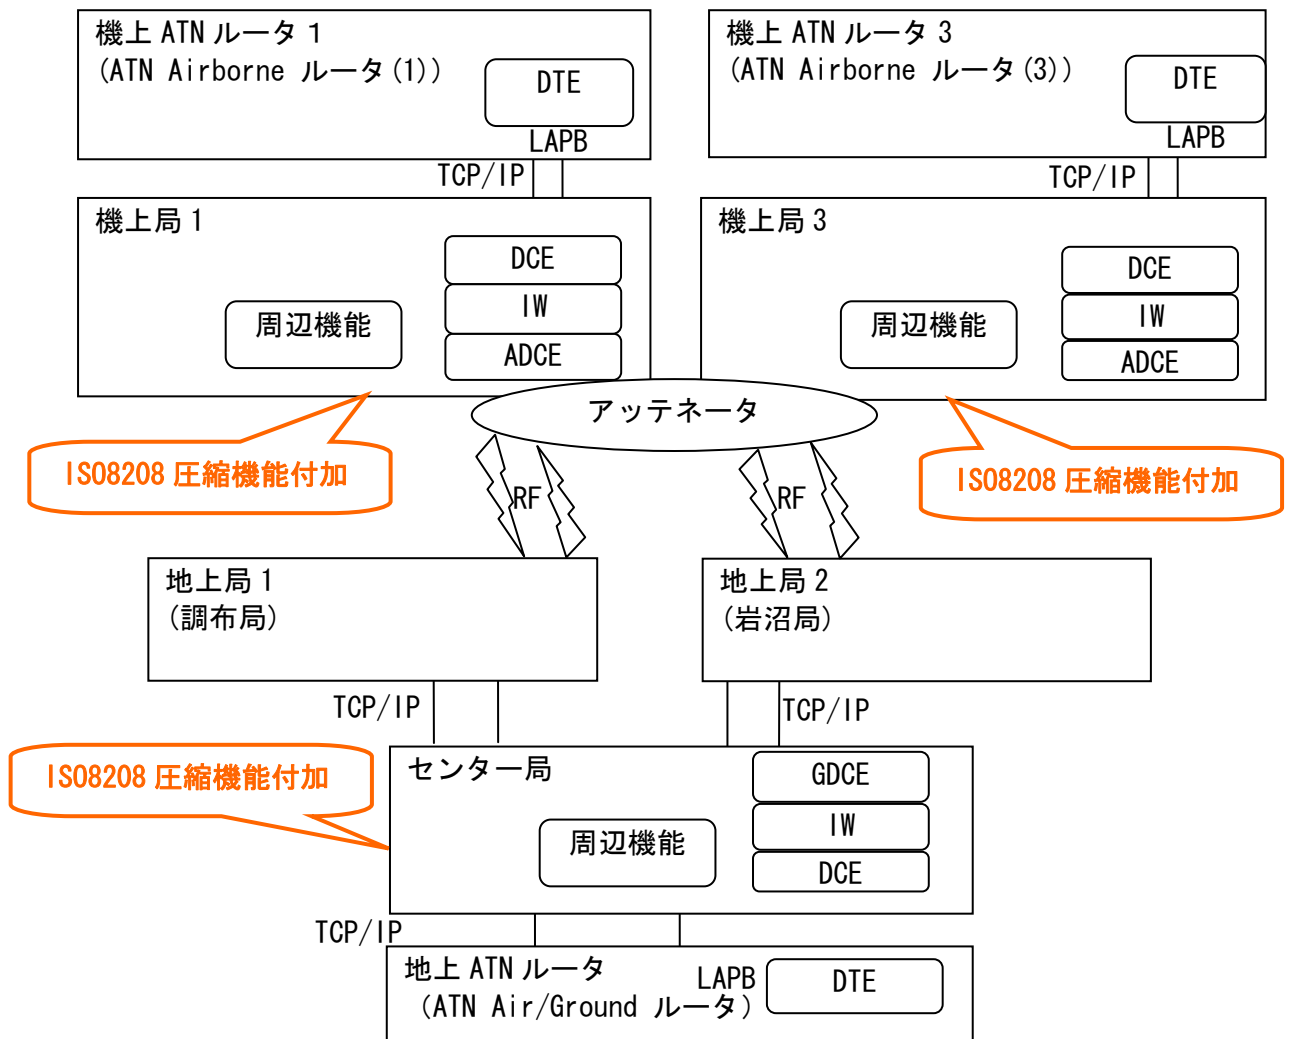 機上 ATN ルータ 1
(ATN Airborne ルータ(1))
DTE
LAPB
TCP/IP
機上 ATN ルータ 3
(ATN Airborne ルータ(3))
DTE
LAPB
TCP/IP
機上局 1
DCE
IW
ADCE
周辺機能
機上局 3
DCE
IW
ADCE
周辺機能
アッテネータ
ISO8208 圧縮機能付加
ISO8208 圧縮機能付加
RF
RF
地上局 1
(調布局)
地上局 2
(岩沼局)
TCP/IP
TCP/IP
ISO8208 圧縮機能付加
センター局
GDCE
IW
DCE
周辺機能
TCP/IP
地上 ATN ルータ
(ATN Air/Ground ルータ)
LAPB
DTE